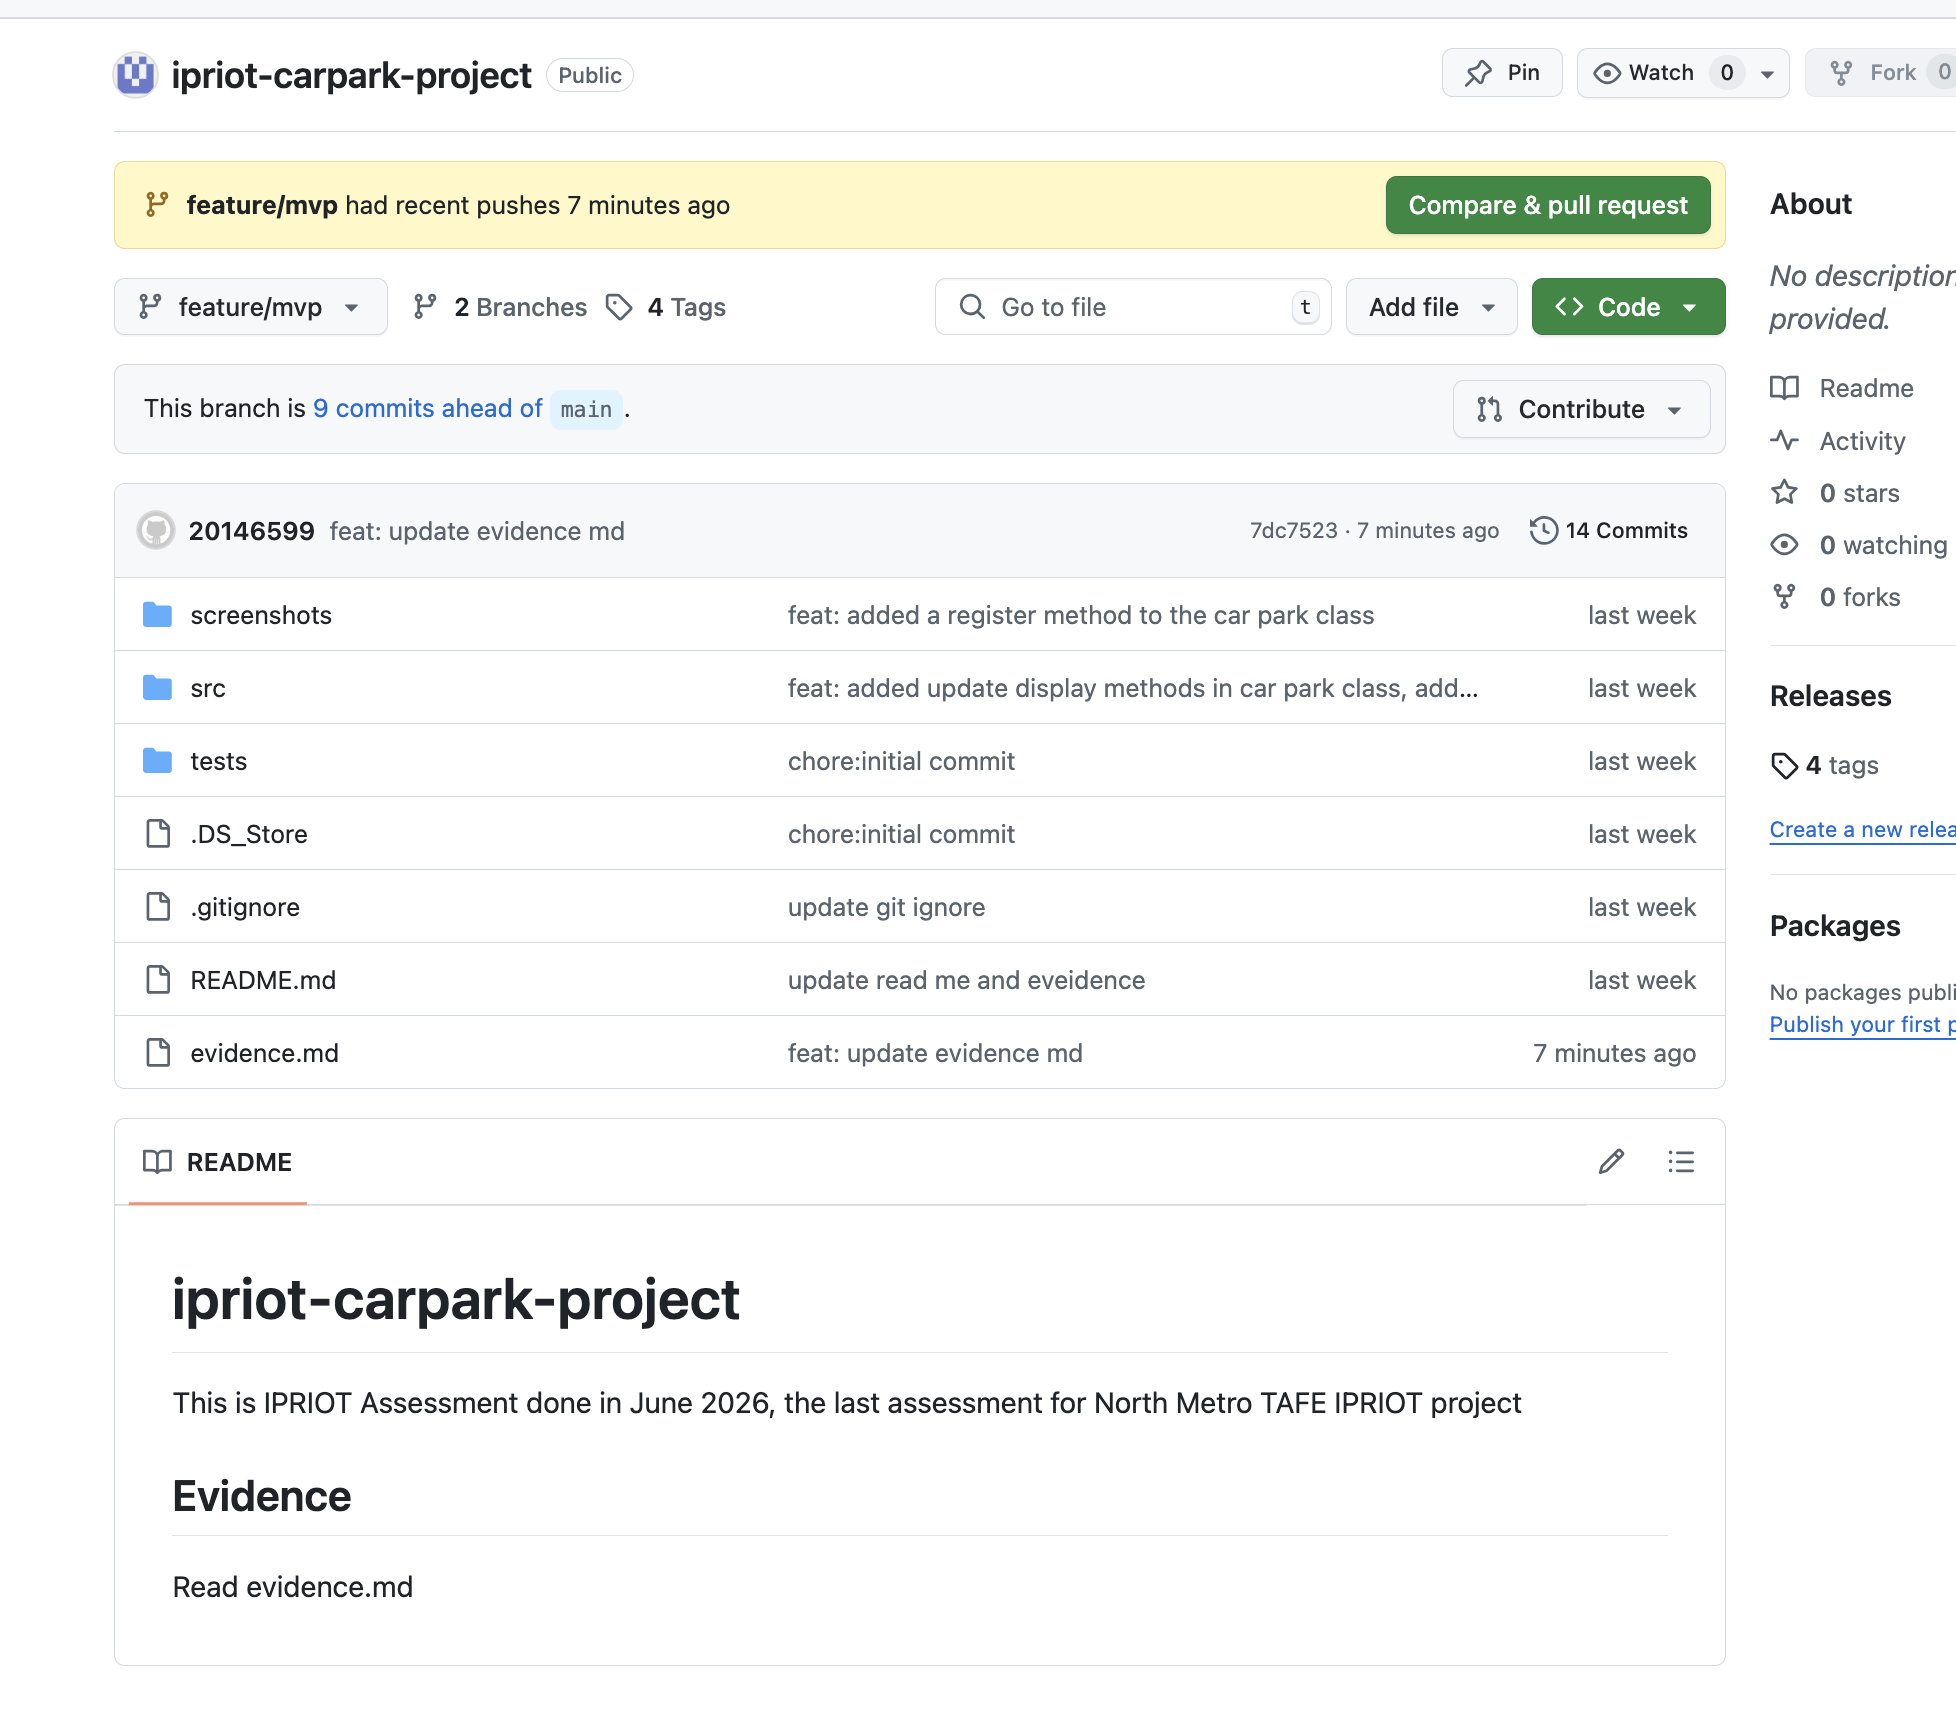 ipriot-carpark-project Public
Pin
Watch 0
Fork 0
feature/mvp had recent pushes 7 minutes ago
Compare & pull request
feature/mvp
2 Branches
4 Tags
Go to file t
Add file
Code
This branch is 9 commits ahead of main .
Contribute
20146599 feat: update evidence md
7dc7523 · 7 minutes ago
14 Commits
screenshots feat: added a register method to the car park class last week
src feat: added update display methods in car park class, add... last week
tests chore:initial commit last week
.DS_Store chore:initial commit last week
.gitignore update git ignore last week
README.md update read me and eveidence last week
evidence.md feat: update evidence md 7 minutes ago
README
ipriot-carpark-project
This is IPRIOT Assessment done in June 2026, the last assessment for North Metro TAFE IPRIOT project
Evidence
Read evidence.md
About
No description
provided.
Readme
Activity
0 stars
0 watching
0 forks
Releases
4 tags
Create a new relea
Packages
No packages publi
Publish your first p